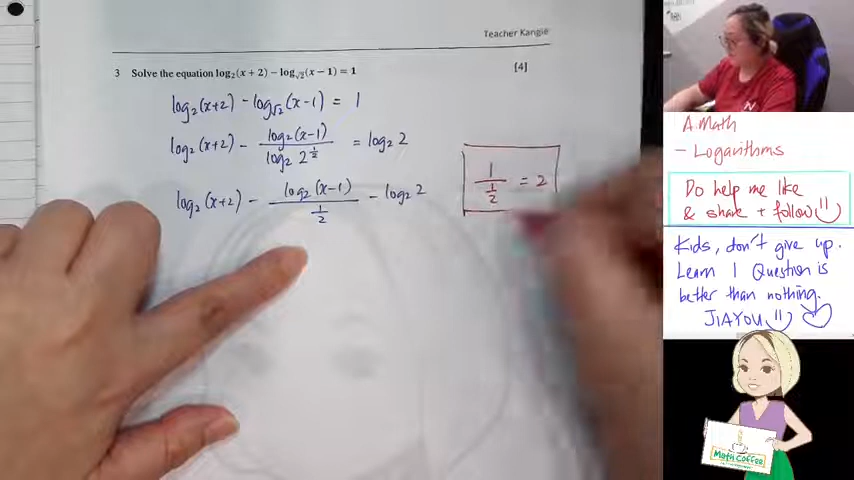 Teacher Kangie
3 Solve the equation log₂(x + 2) − log_√2(x − 1) = 1 [4]
log₂(x+2) - log_√2(x-1) = 1
log₂(x+2) - log₂(x-1) / log₂ 2^(1/2) = log₂ 2
log₂(x+2) - log₂(x-1) / (1/2) - log₂ 2
1 / (1/2) = 2
A.Math
- Logarithms
Do help me like
& share + follow
Kids, don't give up.
Learn 1 Question is
better than nothing.
JIAYOU
Math Coffee